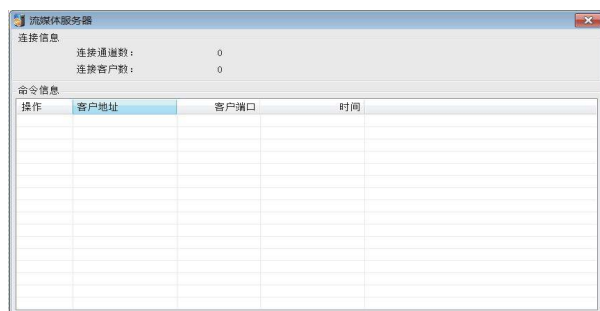 流媒体服务器
连接信息
连接通道数： 0
连接客户数： 0
命令信息
操作 客户地址 客户端口 时间